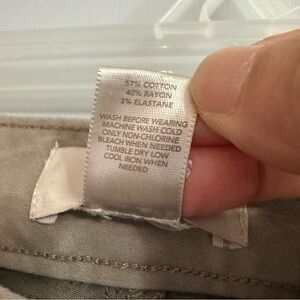 57% COTTON
40% RAYON
3% ELASTANE
WASH BEFORE WEARING
MACHINE WASH COLD
ONLY NON-CHLORINE
BLEACH WHEN NEEDED
TUMBLE DRY LOW
COOL IRON WHEN
NEEDED